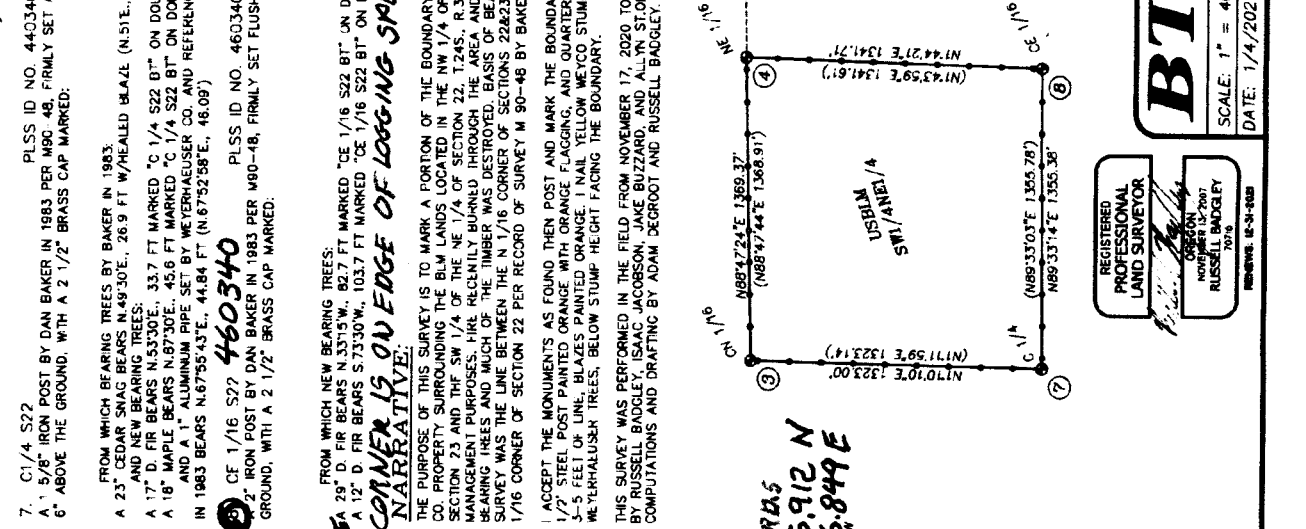 7. C1/4 S22 PLSS ID NO. 440340
A 1 5/8" IRON POST BY DAN BAKER IN 1983 PER M90-48, FIRMLY SET
6" ABOVE THE GROUND, WITH A 2 1/2" BRASS CAP MARKED:
FROM WHICH BEARING TREES BY BAKER IN 1983:
A 23" CEDAR SNAG BEARS N.49°30'E., 26.9 FT W/HEALED BLAZE (N.51°E.,
AND NEW BEARING TREES:
A 17" D. FIR BEARS N.53°30'E., 33.7 FT MARKED "C 1/4 S22 BT" ON
A 18" MAPLE BEARS N.87°30'E., 45.6 FT MARKED "C 1/4 S22 BT" ON
AND A 1" ALUMINUM PIPE SET BY WEYERHAEUSER CO. AND
IN 1983 BEARS N.67°55'43"E., 44.84 FT (N.67°52'58"E., 46.09')
CE 1/16 S22 460340 PLSS ID NO. 460340
2" IRON POST BY DAN BAKER IN 1983 PER M90-48, FIRMLY SET FLUSH
GROUND, WITH A 2 1/2" BRASS CAP MARKED:
FROM WHICH NEW BEARING TREES:
A 29" D. FIR BEARS N.33°15'W., 82.7 FT MARKED "CE 1/16 S22 BT" ON
A 12" D. FIR BEARS S.73°30'W., 103.7 FT MARKED "CE 1/16 S22 BT" ON
CORNER IS ON EDGE OF LOGGING
NARRATIVE:
THE PURPOSE OF THIS SURVEY IS TO MARK A PORTION OF THE BOUNDARY
CO. PROPERTY SURROUNDING THE BLM LANDS LOCATED IN THE NW 1/4 OF
SECTION 23 AND THE SW 1/4 OF THE NE 1/4 OF SECTION 22, T.24S.,
MANAGEMENT PURPOSES. FIRE RECENTLY BURNED THROUGH THE AREA AND
BEARING TREES AND MUCH OF THE TIMBER WAS DESTROYED. BASIS OF
SURVEY WAS THE LINE BETWEEN THE N 1/16 CORNER OF SECTIONS 22&23
1/16 CORNER OF SECTION 22 PER RECORD OF SURVEY M 90-48 BY
I ACCEPT THE MONUMENTS AS FOUND THEN POST AND MARK THE
1/2' STEEL POST PAINTED ORANGE WITH ORANGE FLAGGING, AND QUARTER
3-5 FEET OF LINE, BLAZES PAINTED ORANGE. I NAIL YELLOW WEYCO
WEYERHAEUSER TREES, BELOW STUMP HEIGHT FACING THE BOUNDARY.
THIS SURVEY WAS PERFORMED IN THE FIELD FROM NOVEMBER 17, 2020 TO
BY RUSSELL BADGLEY, ISAAC JACOBSON, JAKE BUZZARD, AND ALLYN
COMPUTATIONS AND DRAFTING BY ADAM DEGROOT AND RUSSELL BADGLEY.
5.912 N
5.849 E
CN 1/16
NE 1/16
3
N88°47'24"E 1369.37'
(N88°47'44"E 1368.91')
4
N1°10'10"E 1323.00'
(N1°11'59"E 1323.14')
USBLM
SW1/4NE1/4
N1°44'21"E 1341.71'
(N1°43'59"E 1341.61')
C 1/4
CE 1/16
(N89°33'03"E 1355.78')
N89°33'14"E 1355.38'
7
8
REGISTERED
PROFESSIONAL
LAND SURVEYOR
OREGON
NOVEMBER 13, 2007
RUSSELL BADGLEY
70716
RENEWS: 12-31-2021
BT
SCALE: 1" =
DATE: 1/4/202